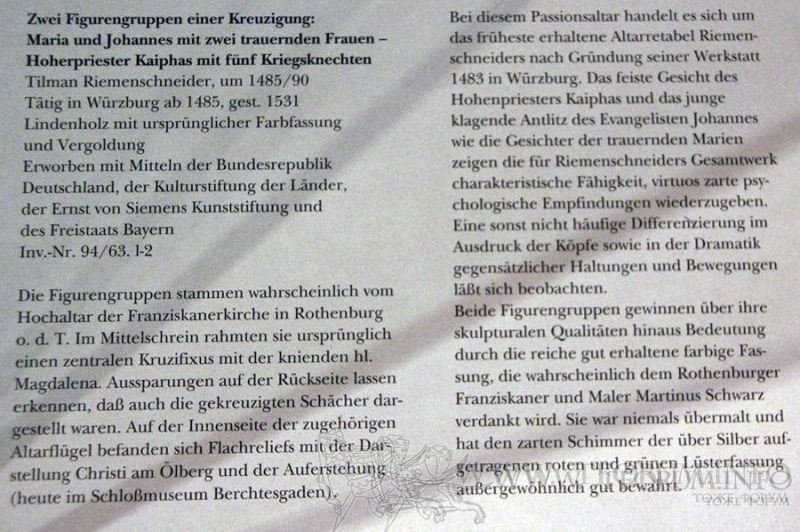 Zwei Figurengruppen einer Kreuzigung:
Maria und Johannes mit zwei trauernden Frauen –
Hoherpriester Kaiphas mit fünf Kriegsknechten
Tilman Riemenschneider, um 1485/90
Tätig in Würzburg ab 1485, gest. 1531
Lindenholz mit ursprünglicher Farbfassung
und Vergoldung
Erworben mit Mitteln der Bundesrepublik
Deutschland, der Kulturstiftung der Länder,
der Ernst von Siemens Kunststiftung und
des Freistaats Bayern
Inv.-Nr. 94/63. l-2
Die Figurengruppen stammen wahrscheinlich vom
Hochaltar der Franziskanerkirche in Rothenburg
o. d. T. Im Mittelschrein rahmten sie ursprünglich
einen zentralen Kruzifixus mit der knienden hl.
Magdalena. Aussparungen auf der Rückseite lassen
erkennen, daß auch die gekreuzigten Schächer dar-
gestellt waren. Auf der Innenseite der zugehörigen
Altarflügel befanden sich Flachreliefs mit der Dar-
stellung Christi am Ölberg und der Auferstehung
(heute im Schloßmuseum Berchtesgaden).
Bei diesem Passionsaltar handelt es sich um
das früheste erhaltene Altarretabel Riemen-
schneiders nach Gründung seiner Werkstatt
1483 in Würzburg. Das feiste Gesicht des
Hohenpriesters Kaiphas und das junge
klagende Antlitz des Evangelisten Johannes
wie die Gesichter der trauernden Marien
zeigen die für Riemenschneiders Gesamtwerk
charakteristische Fähigkeit, virtuos zarte psy-
chologische Empfindungen wiederzugeben.
Eine sonst nicht häufige Differenzierung im
Ausdruck der Köpfe sowie in der Dramatik
gegensätzlicher Haltungen und Bewegungen
läßt sich beobachten.
Beide Figurengruppen gewinnen über ihre
skulpturalen Qualitäten hinaus Bedeutung
durch die reiche gut erhaltene farbige Fas-
sung, die wahrscheinlich dem Rothenburger
Franziskaner und Maler Martinus Schwarz
verdankt wird. Sie war niemals übermalt und
hat den zarten Schimmer der über Silber auf-
getragenen roten und grünen Lüsterfassung
außergewöhnlich gut bewahrt.
ТОЖЕ ФОРУМ